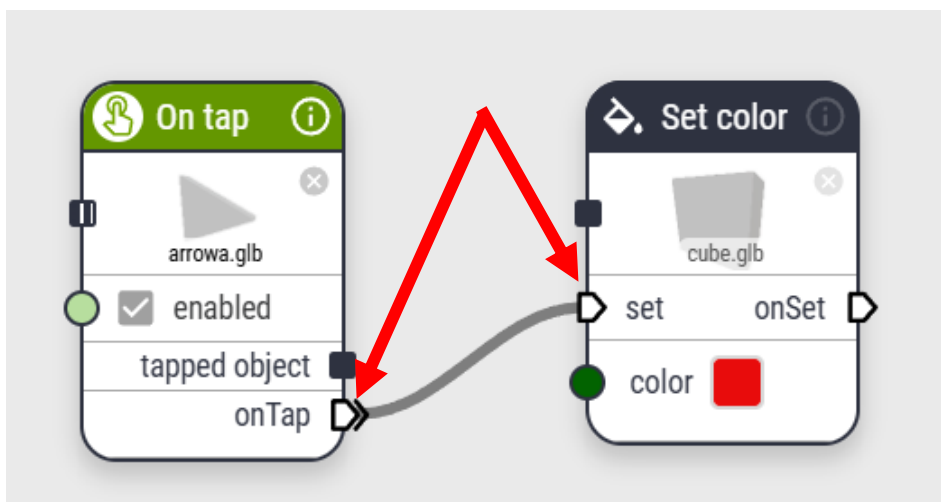 On tap
arrowa.glb
enabled
tapped object
onTap
Set color
cube.glb
set onSet
color